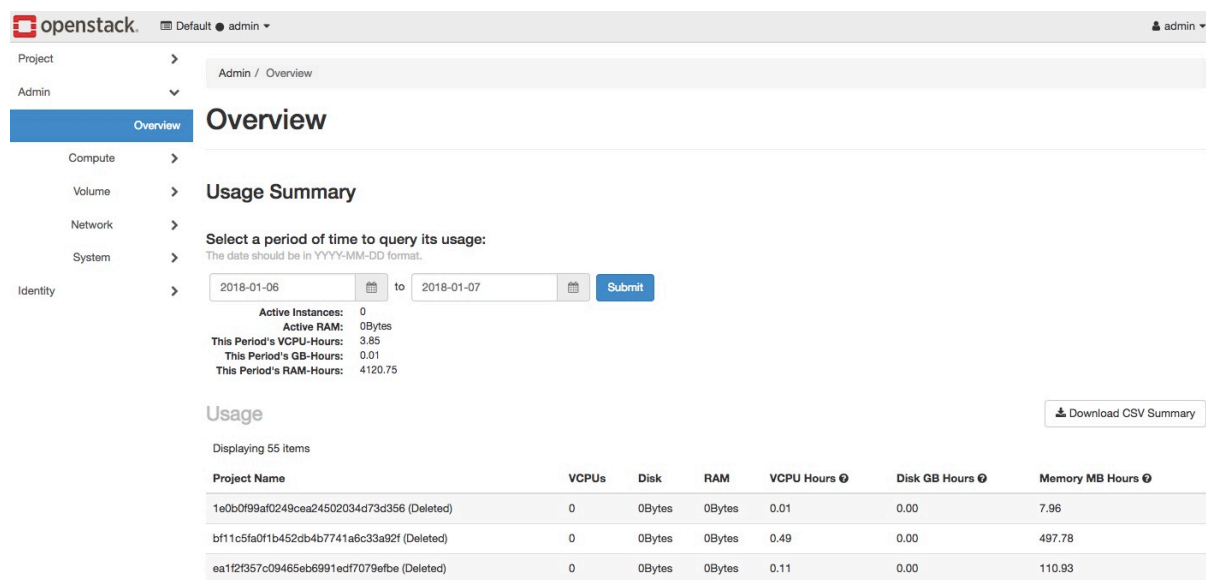 openstack. Default ● admin admin
Project
Admin
Overview
Compute
Volume
Network
System
Identity
Admin / Overview
Overview
Usage Summary
Select a period of time to query its usage:
The date should be in YYYY-MM-DD format.
2018-01-06 to 2018-01-07 Submit
Active Instances: 0
Active RAM: 0Bytes
This Period's VCPU-Hours: 3.85
This Period's GB-Hours: 0.01
This Period's RAM-Hours: 4120.75
Usage Download CSV Summary
Displaying 55 items
Project Name VCPUs Disk RAM VCPU Hours Disk GB Hours Memory MB Hours
1e0b0f99af0249cea24502034d73d356 (Deleted) 0 0Bytes 0Bytes 0.01 0.00 7.96
bf11c5fa0f1b452db4b7741a6c33a92f (Deleted) 0 0Bytes 0Bytes 0.49 0.00 497.78
ea1f2f357c09465eb6991edf7079efbe (Deleted) 0 0Bytes 0Bytes 0.11 0.00 110.93